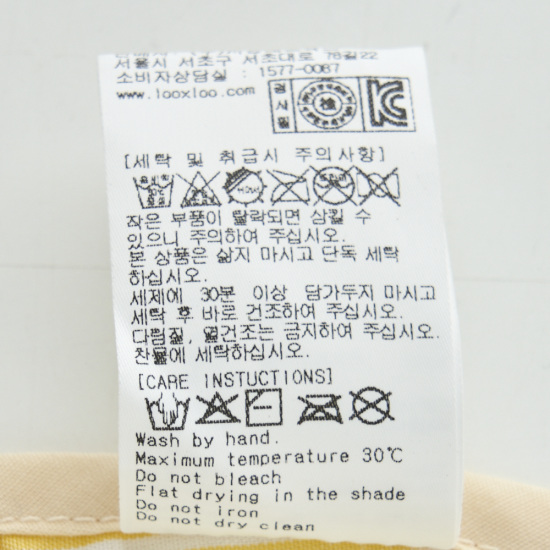 서울시 서초구 서초대로 78길22
소비자상담실 : 1577-0087
www.looxloo.com
검사필
KC
[세탁 및 취급시 주의사항]
작은 부품이 탈락되면 삼킬 수
있으니 주의하여 주십시오.
본 상품은 삶지 마시고 단독 세탁
하십시오.
세제에 30분 이상 담가두지 마시고
세탁 후 바로 건조하여 주십시오.
다림질, 열건조는 금지하여 주십시오.
찬물에 세탁하십시오.
[CARE INSTUCTIONS]
Wash by hand.
Maximum temperature 30℃
Do not bleach
Flat drying in the shade
Do not iron
Do not dry clean